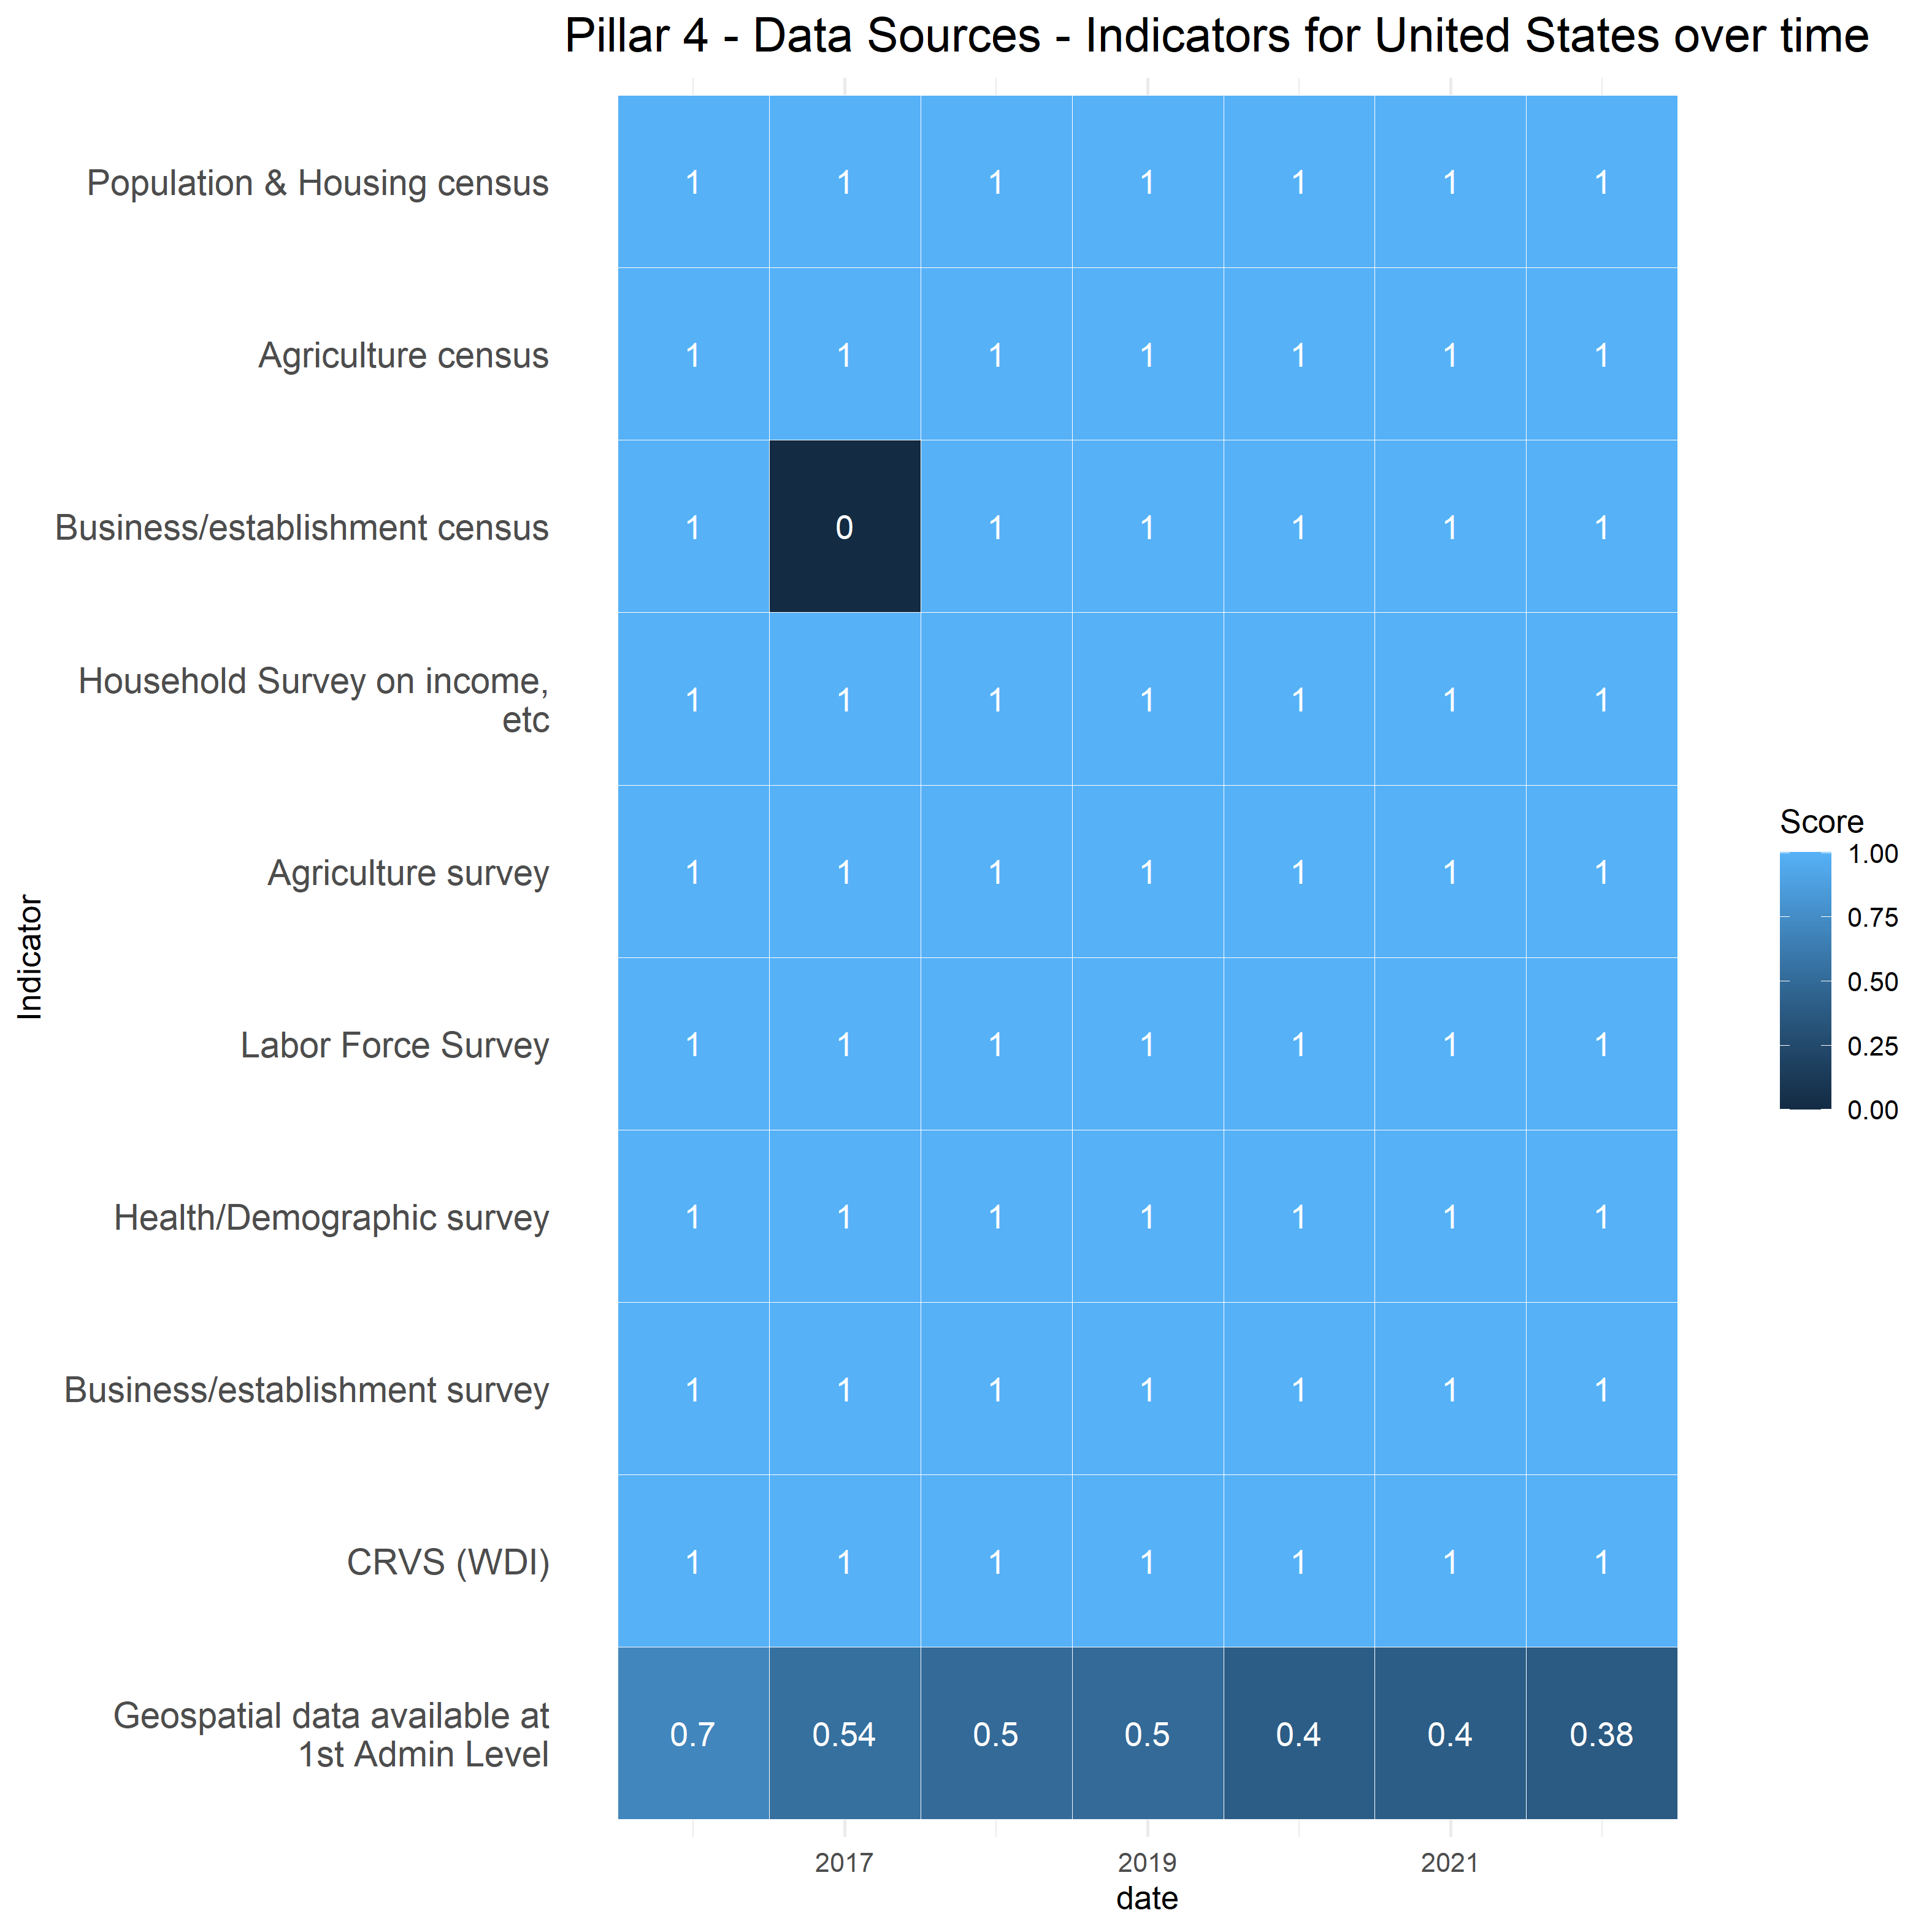 Pillar 4 - Data Sources - Indicators for United States over time
Population & Housing census
1 1 1 1 1 1 1
Agriculture census
1 1 1 1 1 1 1
Business/establishment census
1 0 1 1 1 1 1
Household Survey on income,
etc
1 1 1 1 1 1 1
Agriculture survey
1 1 1 1 1 1 1
Labor Force Survey
1 1 1 1 1 1 1
Health/Demographic survey
1 1 1 1 1 1 1
Business/establishment survey
1 1 1 1 1 1 1
CRVS (WDI)
1 1 1 1 1 1 1
Geospatial data available at
1st Admin Level
0.7 0.54 0.5 0.5 0.4 0.4 0.38
2017 2019 2021
date
Indicator
Score
1.00
0.75
0.50
0.25
0.00